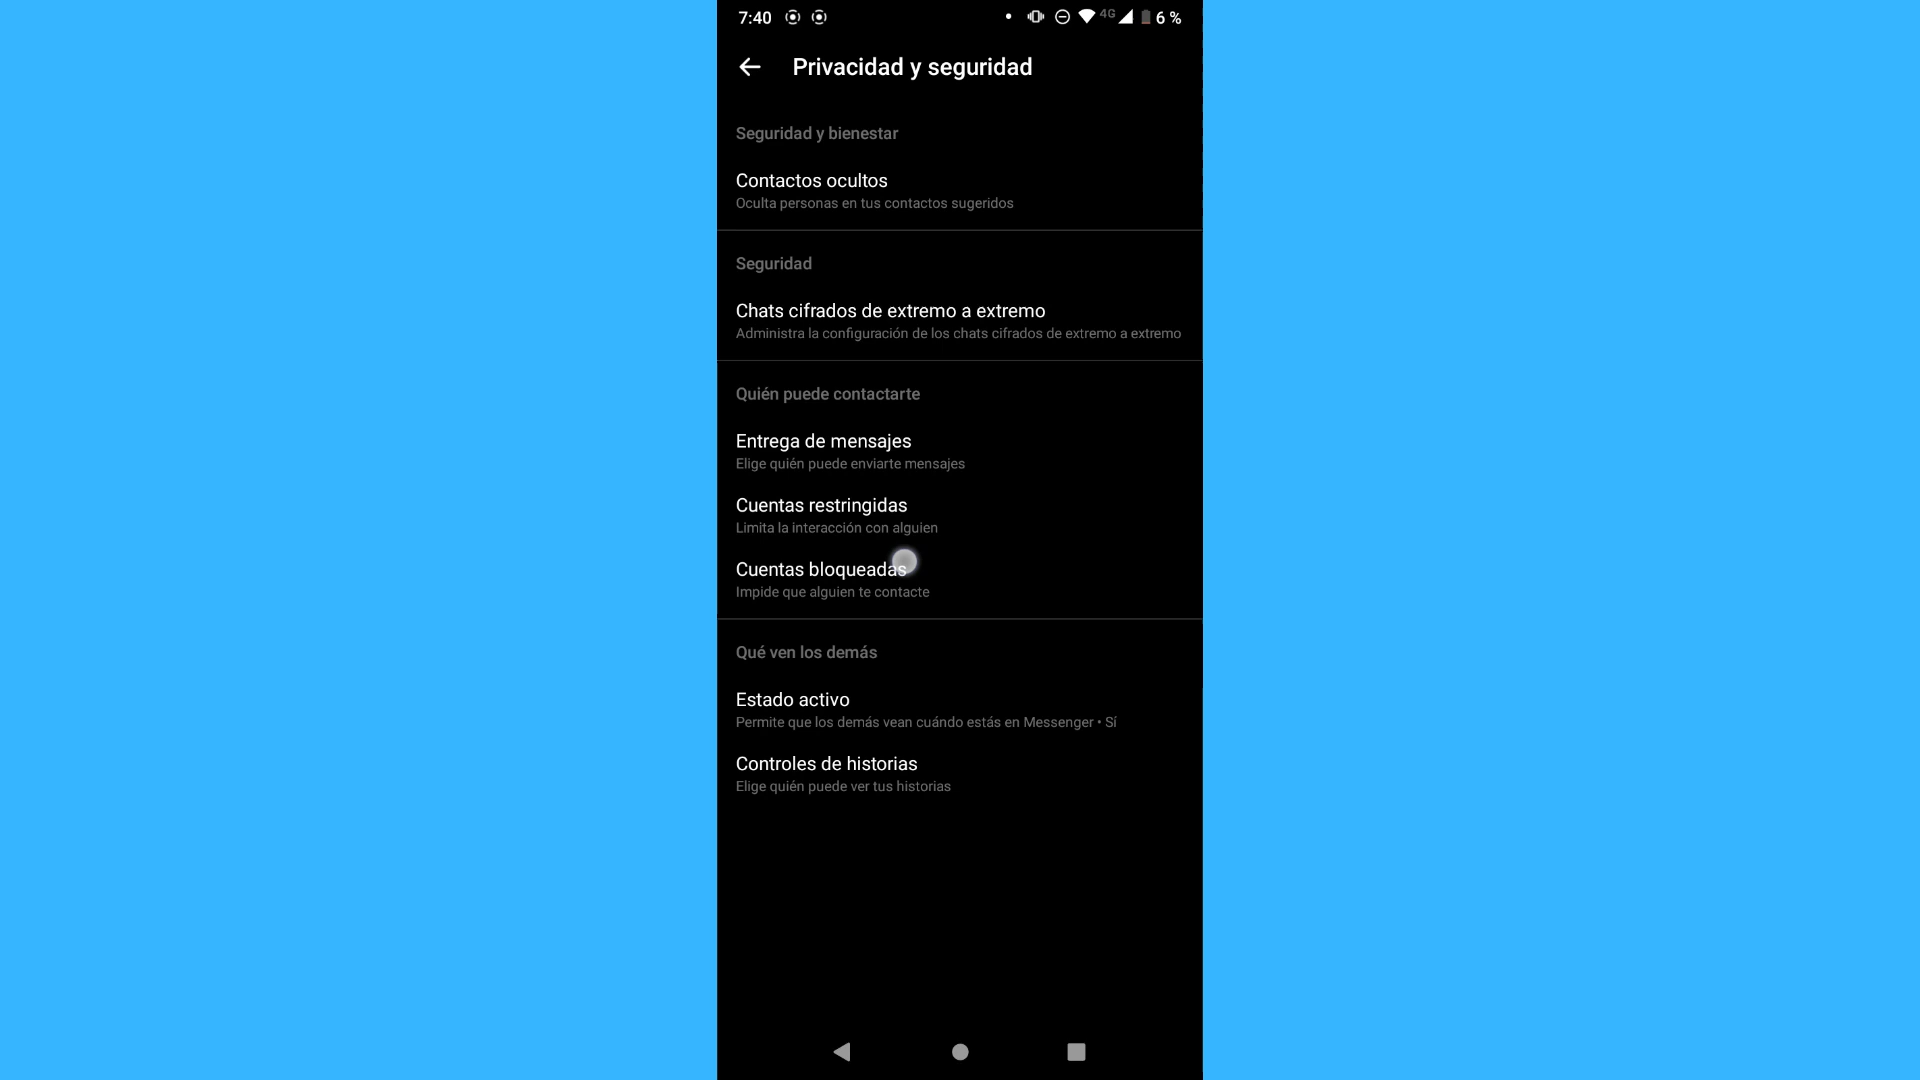 7:40 4G 6 %
Privacidad y seguridad
Seguridad y bienestar
Contactos ocultos
Oculta personas en tus contactos sugeridos
Seguridad
Chats cifrados de extremo a extremo
Administra la configuración de los chats cifrados de extremo a extremo
Quién puede contactarte
Entrega de mensajes
Elige quién puede enviarte mensajes
Cuentas restringidas
Limita la interacción con alguien
Cuentas bloqueadas
Impide que alguien te contacte
Qué ven los demás
Estado activo
Permite que los demás vean cuándo estás en Messenger • Sí
Controles de historias
Elige quién puede ver tus historias